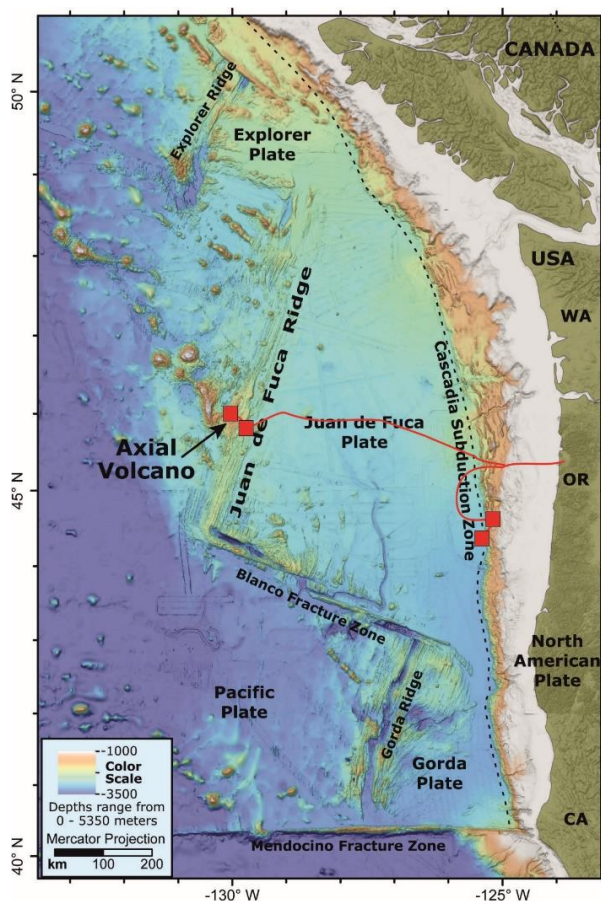 CANADA
50° N
Explorer Ridge
Explorer
Plate
USA
WA
Juan de Fuca Ridge
Cascadia Subduction Zone
Juan de Fuca
Plate
Axial
Volcano
45° N
OR
Blanco Fracture Zone
North
American
Plate
Pacific
Plate
Gorda Ridge
Gorda
Plate
-1000
Color
Scale
-3500
Depths range from
0 - 5350 meters
Mercator Projection
km 100 200
CA
Mendocino Fracture Zone
40° N
-130° W
-125° W